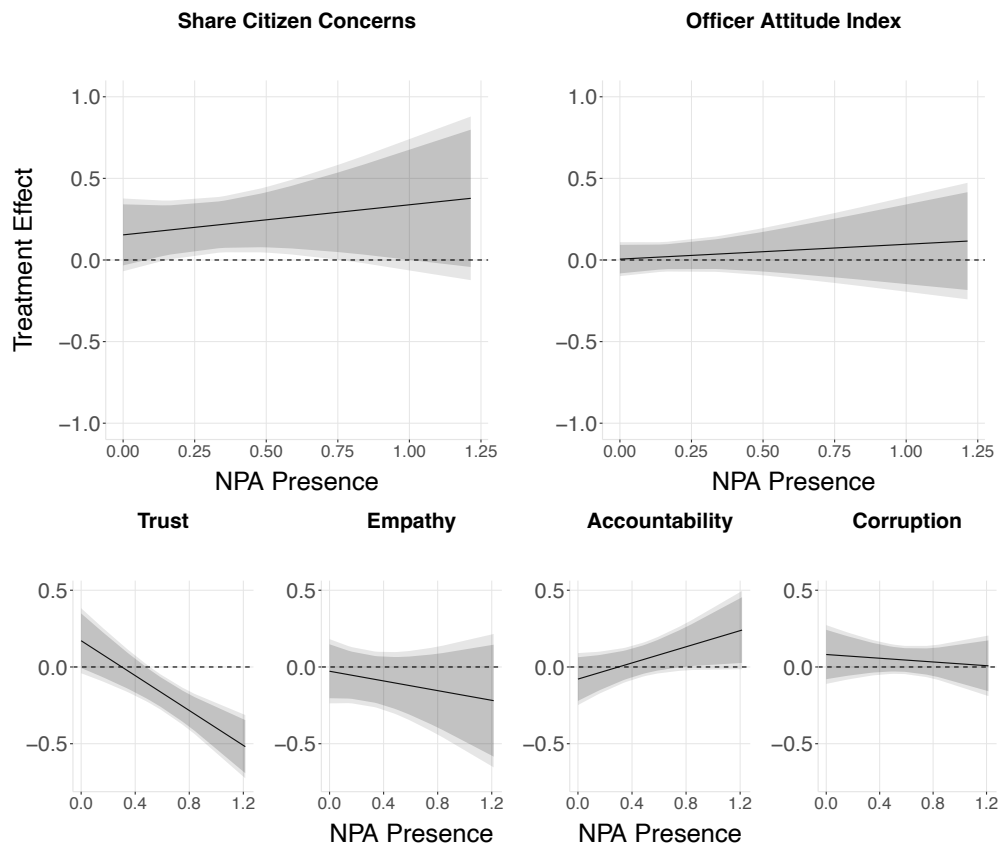 Share Citizen Concerns
Officer Attitude Index
Treatment Effect
1.0
0.5
0.0
−0.5
−1.0
0.00 0.25 0.50 0.75 1.00 1.25
NPA Presence
1.0
0.5
0.0
−0.5
−1.0
0.00 0.25 0.50 0.75 1.00 1.25
NPA Presence
Trust
Empathy
Accountability
Corruption
0.5
0.0
−0.5
0.0 0.4 0.8 1.2
0.5
0.0
−0.5
0.0 0.4 0.8 1.2
NPA Presence
0.5
0.0
−0.5
0.0 0.4 0.8 1.2
NPA Presence
0.5
0.0
−0.5
0.0 0.4 0.8 1.2